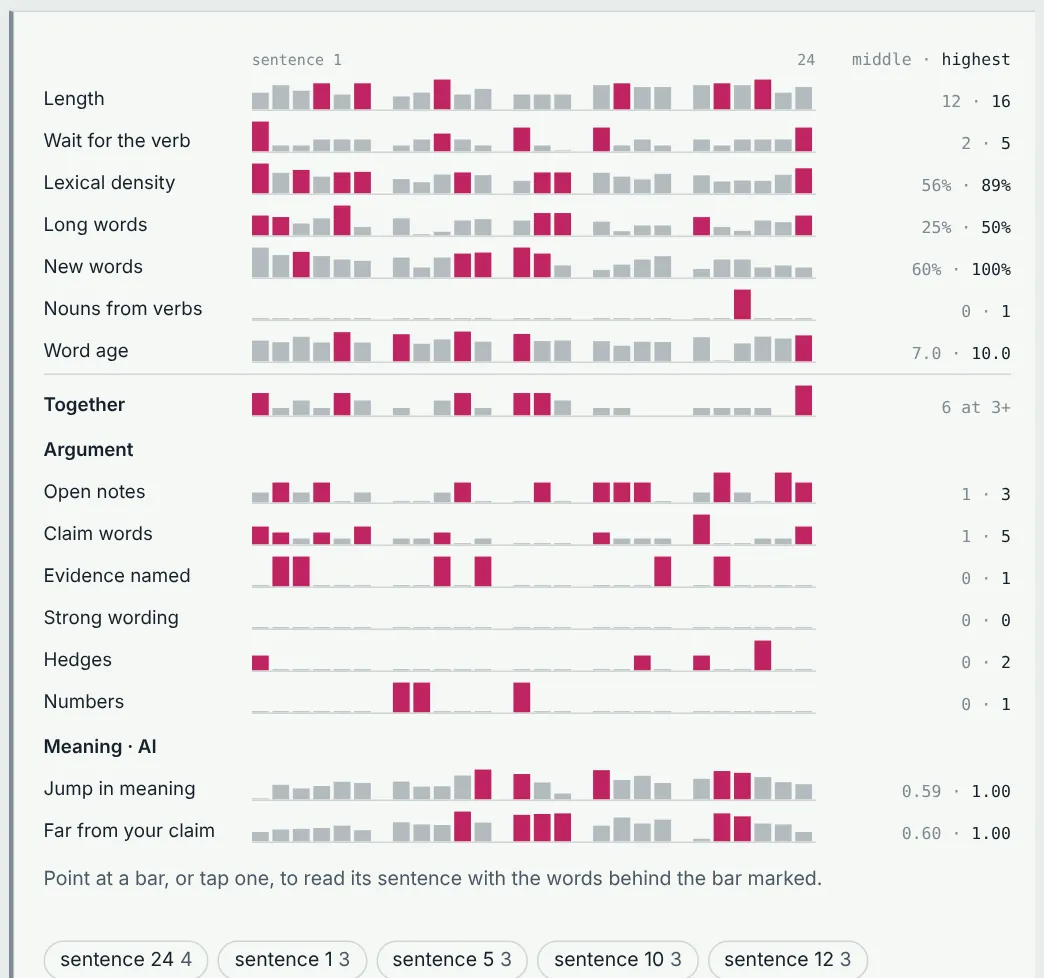 sentence 1 24 middle · highest
Length 12 · 16
Wait for the verb 2 · 5
Lexical density 56% · 89%
Long words 25% · 50%
New words 60% · 100%
Nouns from verbs 0 · 1
Word age 7.0 · 10.0
Together 6 at 3+
Argument
Open notes 1 · 3
Claim words 1 · 5
Evidence named 0 · 1
Strong wording 0 · 0
Hedges 0 · 2
Numbers 0 · 1
Meaning · AI
Jump in meaning 0.59 · 1.00
Far from your claim 0.60 · 1.00
Point at a bar, or tap one, to read its sentence with the words behind the bar marked.
sentence 24 4 sentence 1 3 sentence 5 3 sentence 10 3 sentence 12 3